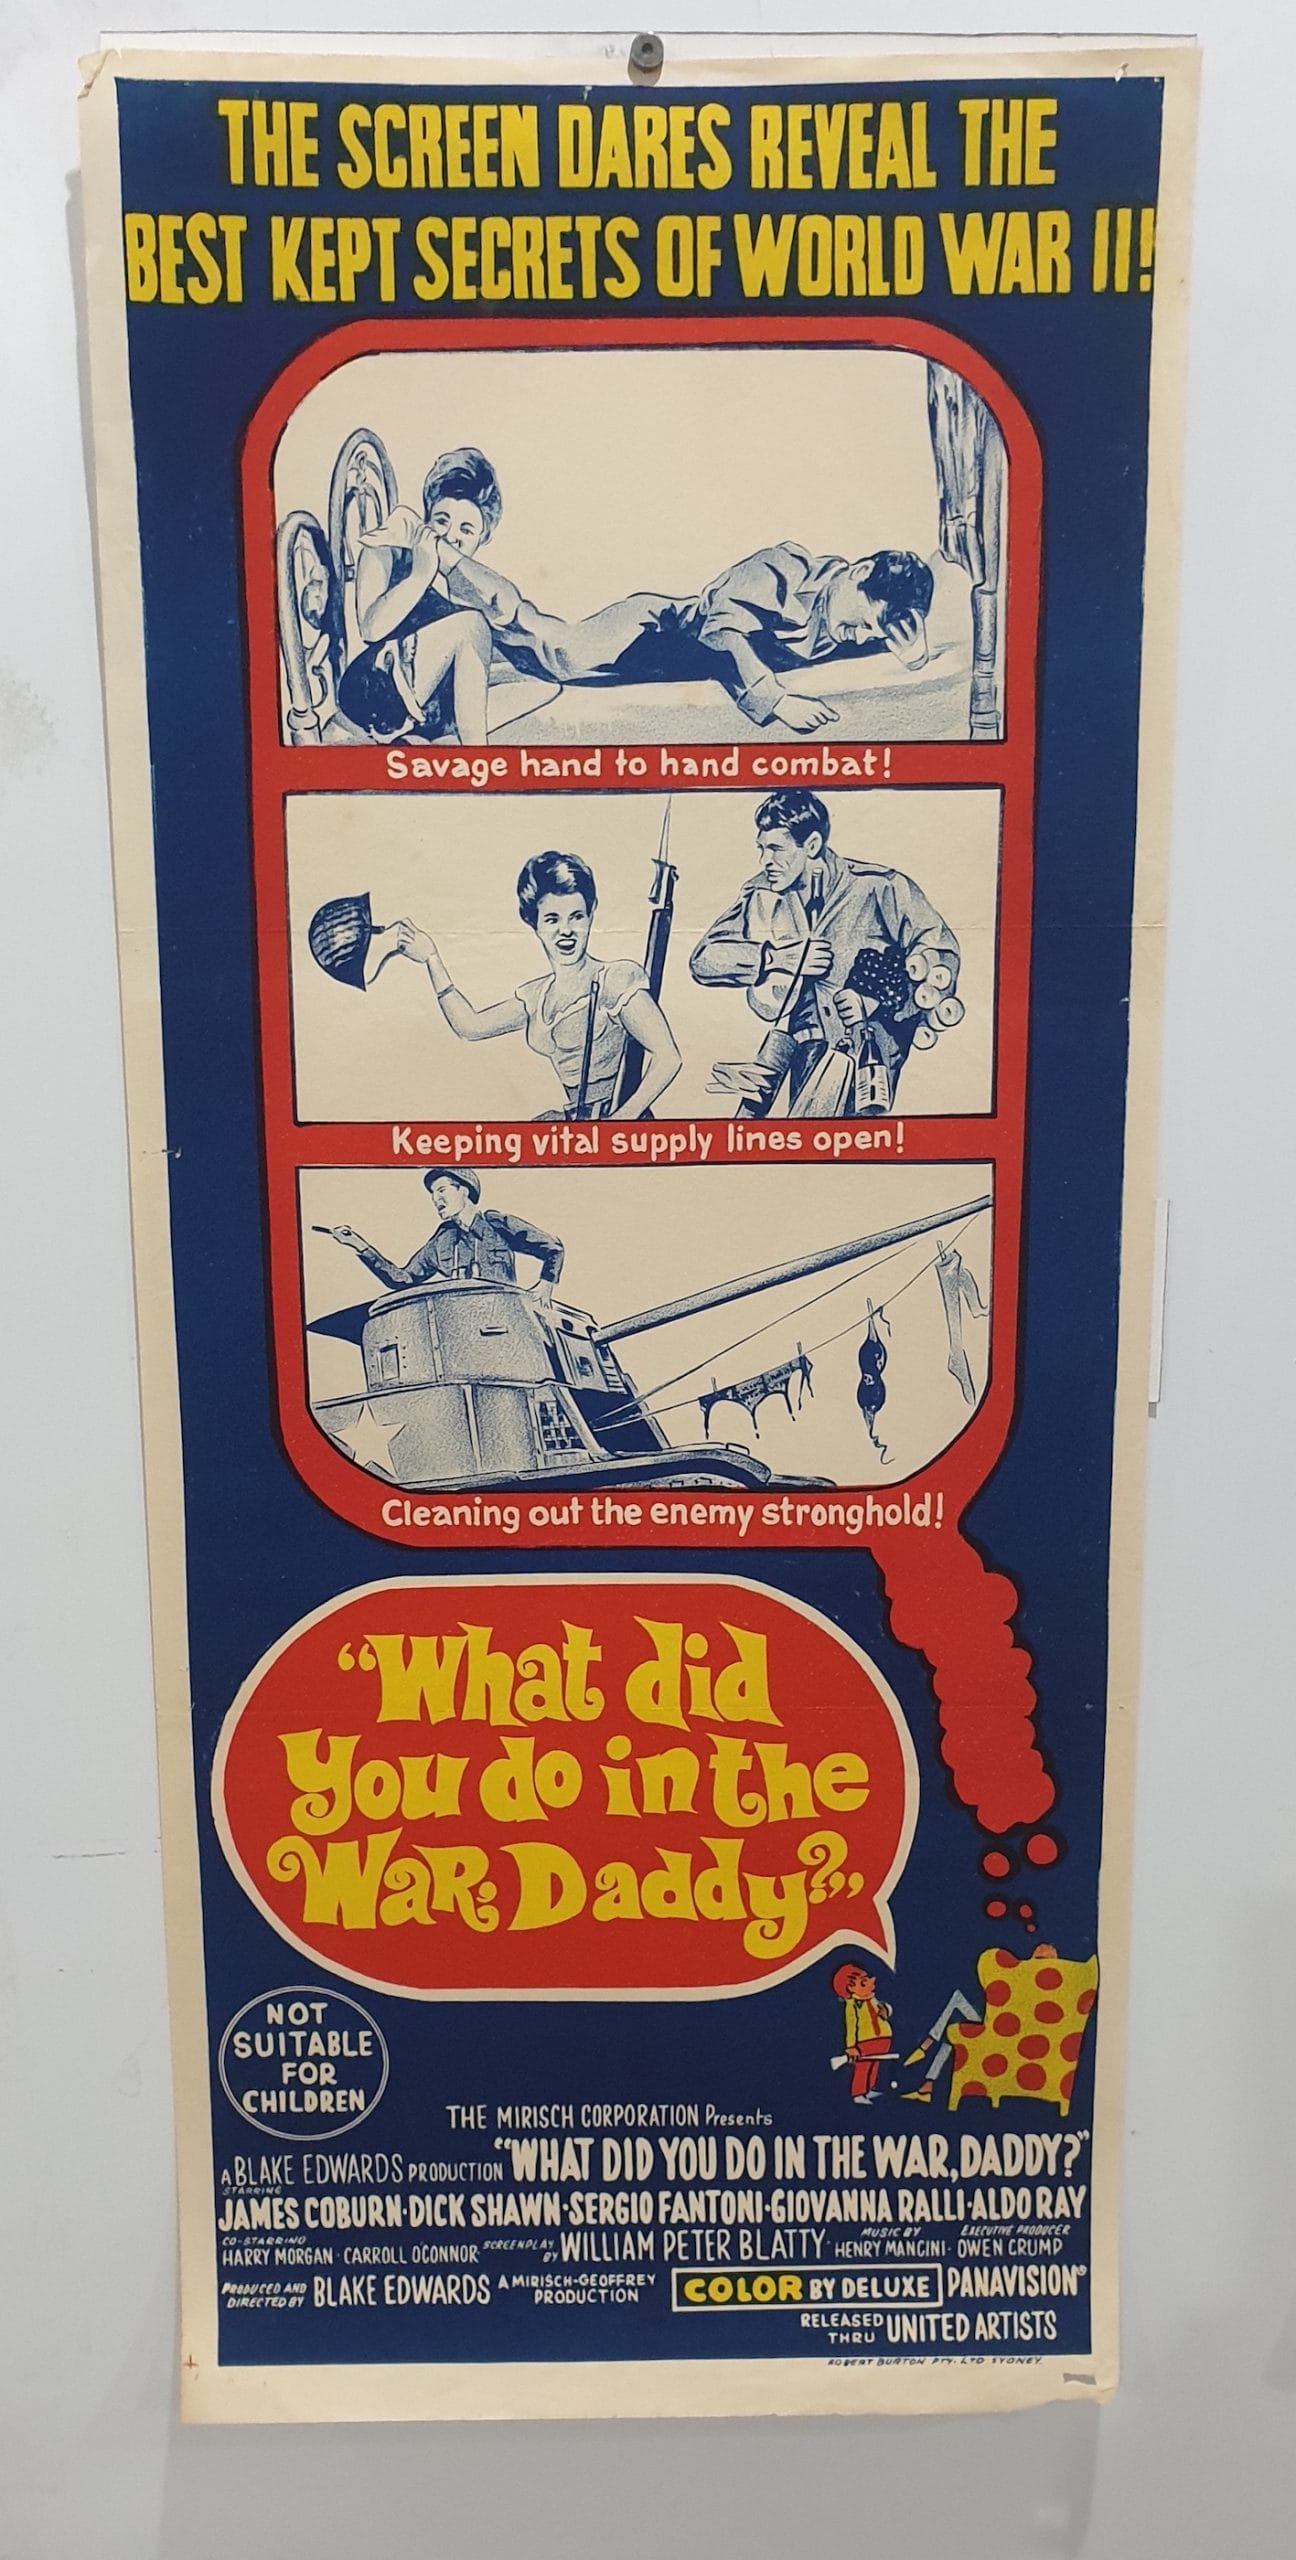 THE SCREEN DARES REVEAL THE
BEST KEPT SECRETS OF WORLD WAR II!
Savage hand to hand combat!
Keeping vital supply lines open!
Cleaning out the enemy stronghold!
"What did
You do in the
War, Daddy?"
NOT
SUITABLE
FOR
CHILDREN
THE MIRISCH CORPORATION Presents
A BLAKE EDWARDS PRODUCTION "WHAT DID YOU DO IN THE WAR, DADDY?"
STARRING
JAMES COBURN·DICK SHAWN·SERGIO FANTONI·GIOVANNA RALLI·ALDO RAY
CO-STARRING HARRY MORGAN · CARROLL O'CONNOR SCREENPLAY BY WILLIAM PETER BLATTY · MUSIC BY HENRY MANCINI · EXECUTIVE PRODUCER OWEN CRUMP
PRODUCED AND DIRECTED BY BLAKE EDWARDS A MIRISCH-GEOFFREY PRODUCTION COLOR BY DELUXE PANAVISION®
RELEASED THRU UNITED ARTISTS
ROBERT BURTON PTY. LTD SYDNEY.